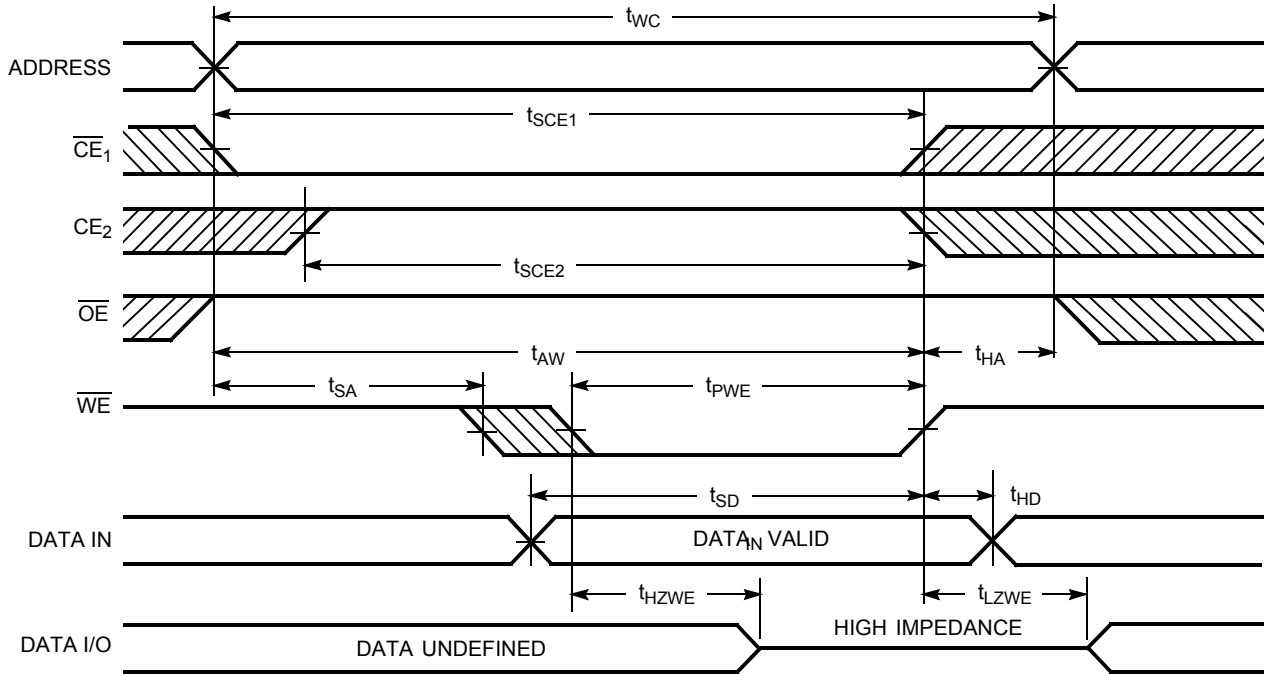 tWC
ADDRESS
tSCE1
CE1
CE2
tSCE2
OE
tAW
tHA
tSA
tPWE
WE
tSD
tHD
DATA IN
DATAIN VALID
tHZWE
tLZWE
HIGH IMPEDANCE
DATA I/O
DATA UNDEFINED